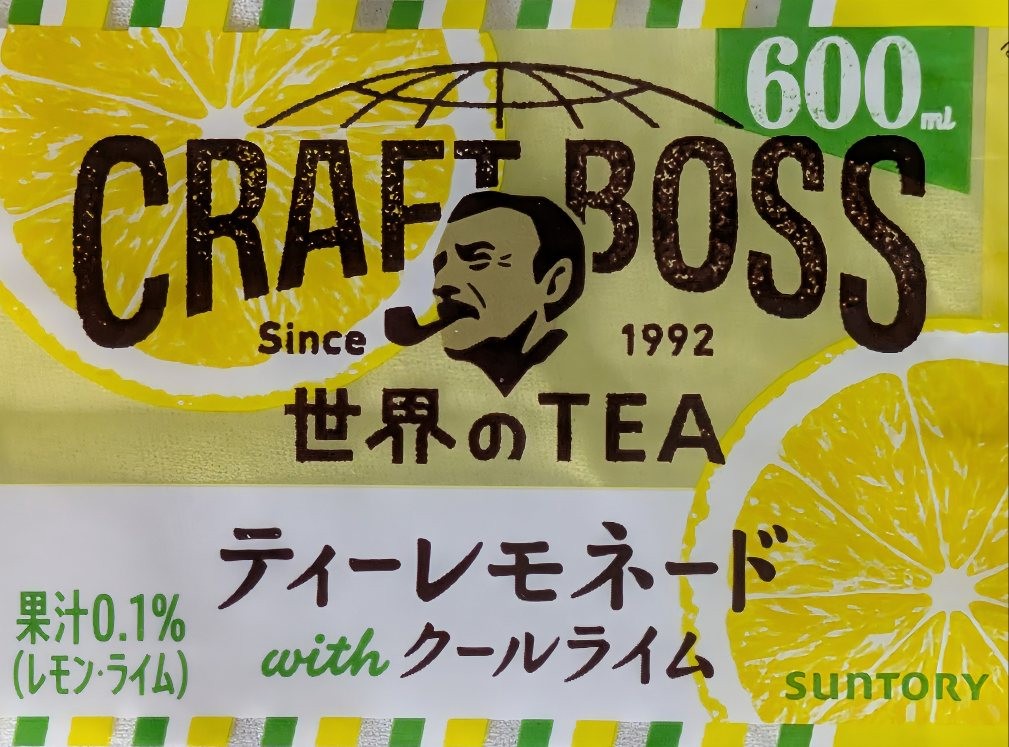 600ml
CRAFT BOSS
Since 1992
世界のTEA
ティーレモネード
with クールライム
果汁0.1%
(レモン・ライム)
SUNTORY